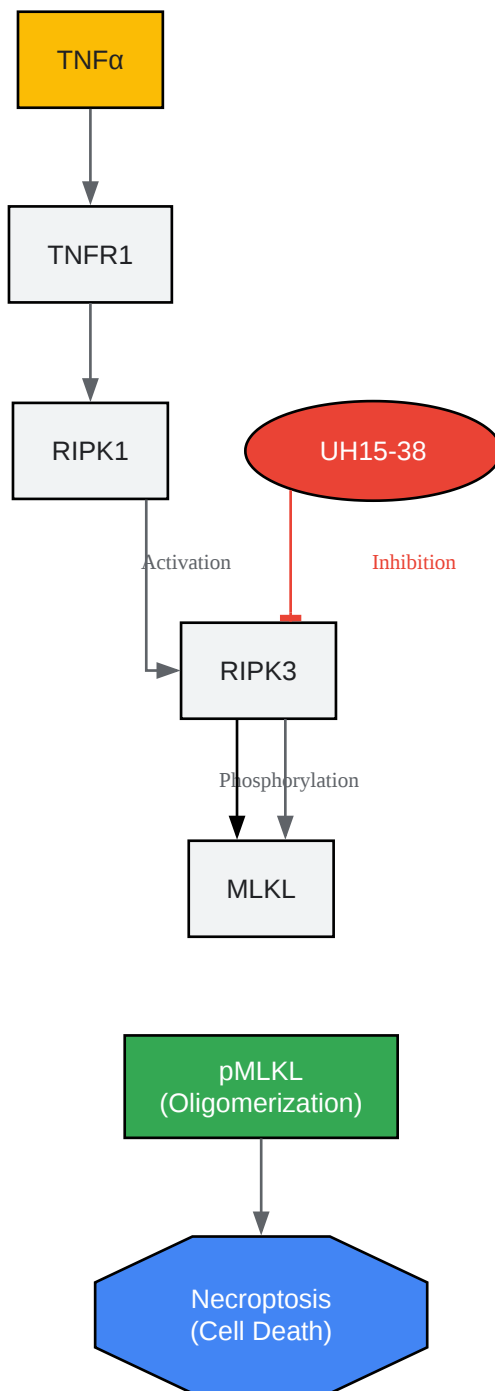 TNFα
TNFR1
RIPK1
UH15-38
Activation
Inhibition
RIPK3
Phosphorylation
MLKL
pMLKL
(Oligomerization)
Necroptosis
(Cell Death)